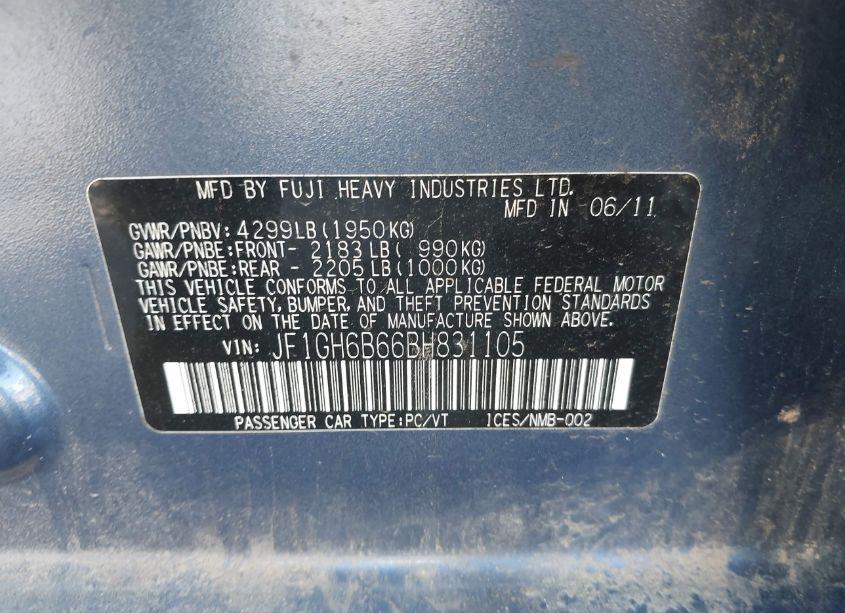 MFD BY FUJI HEAVY INDUSTRIES LTD.
MFD IN 06/11
GVWR/PNBV: 4299LB(1950KG)
GAWR/PNBE:FRONT- 2183LB( 990KG)
GAWR/PNBE:REAR - 2205LB(1000KG)
THIS VEHICLE CONFORMS TO ALL APPLICABLE FEDERAL MOTOR
VEHICLE SAFETY, BUMPER, AND THEFT PREVENTION STANDARDS
IN EFFECT ON THE DATE OF MANUFACTURE SHOWN ABOVE.
VIN: JF1GH6B66BH831105
PASSENGER CAR TYPE:PC/VT ICES/NMB-002